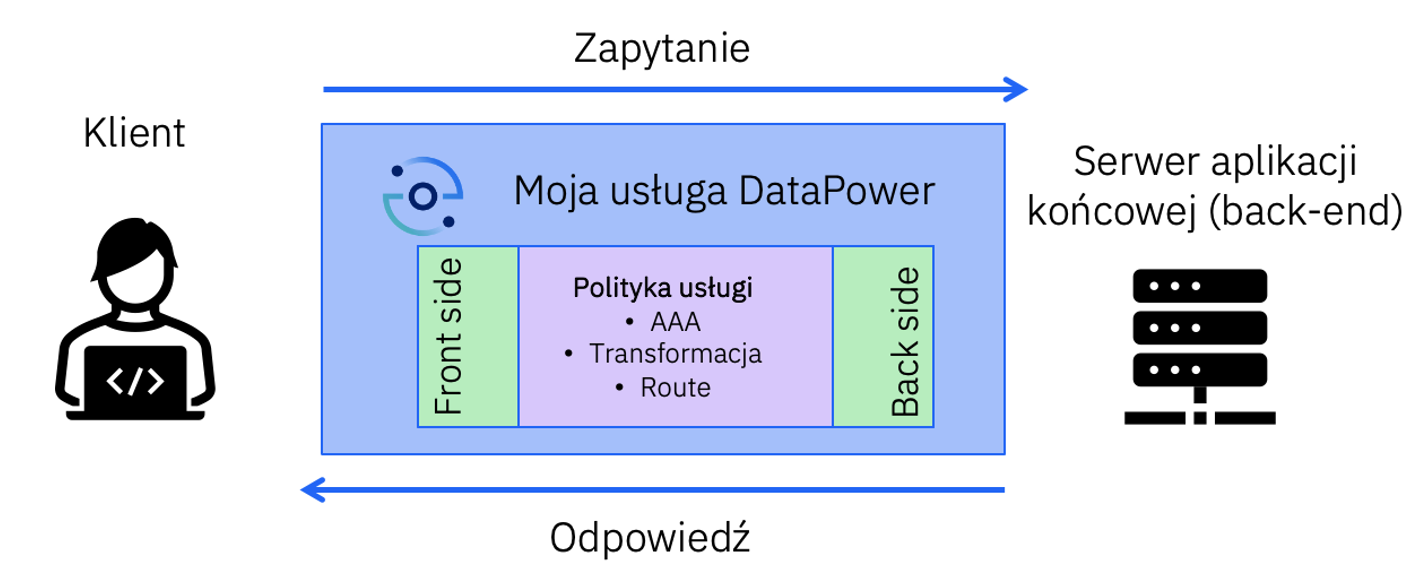 Zapytanie
Klient
Moja usługa DataPower
Serwer aplikacji
końcowej (back-end)
Front side
Polityka usługi
• AAA
• Transformacja
• Route
Back side
</>
Odpowiedź